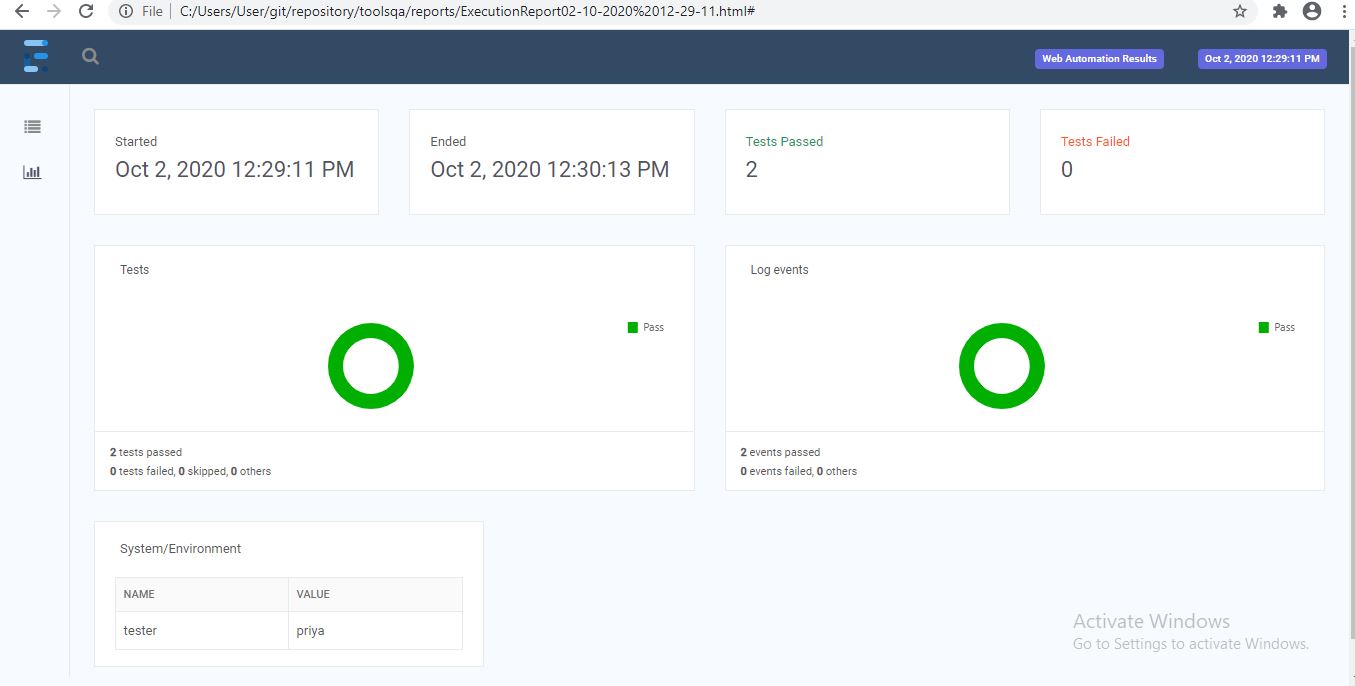 File
C:/Users/User/git/repository/toolsqa/reports/ExecutionReport02-10-2020%2012-29-11.html#
Web Automation Results
Oct 2, 2020 12:29:11 PM
Started
Oct 2, 2020 12:29:11 PM
Ended
Oct 2, 2020 12:30:13 PM
Tests Passed
2
Tests Failed
0
Tests
Pass
2 tests passed
0 tests failed, 0 skipped, 0 others
Log events
Pass
2 events passed
0 events failed, 0 others
System/Environment
NAME VALUE
tester priya
Activate Windows
Go to Settings to activate Windows.